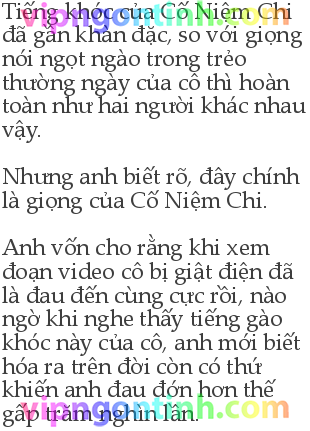 Tiếng khóc của Cố Niệm Chi
đã gần khàn đặc, so với giọng
nói ngọt ngào trong trẻo
thường ngày của cô thì hoàn
toàn như hai người khác nhau
vậy.
Nhưng anh biết rõ, đây chính
là giọng của Cố Niệm Chi.
Anh vốn cho rằng khi xem
đoạn video cô bị giật điện đã
là đau đến cùng cực rồi, nào
ngờ khi nghe thấy tiếng gào
khóc này của cô, anh mới biết
hóa ra trên đời còn có thứ
khiến anh đau đớn hơn thế
gấp trăm nghìn lần.
vipngontinh.com
vipngontinh.com